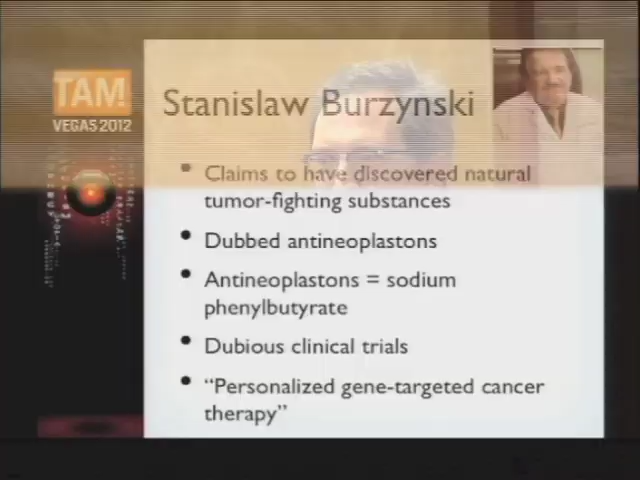 TAM!
VEGAS 2012
Stanislaw Burzynski
• Claims to have discovered natural
tumor-fighting substances
• Dubbed antineoplastons
• Antineoplastons = sodium
phenylbutyrate
• Dubious clinical trials
• “Personalized gene-targeted cancer
therapy”